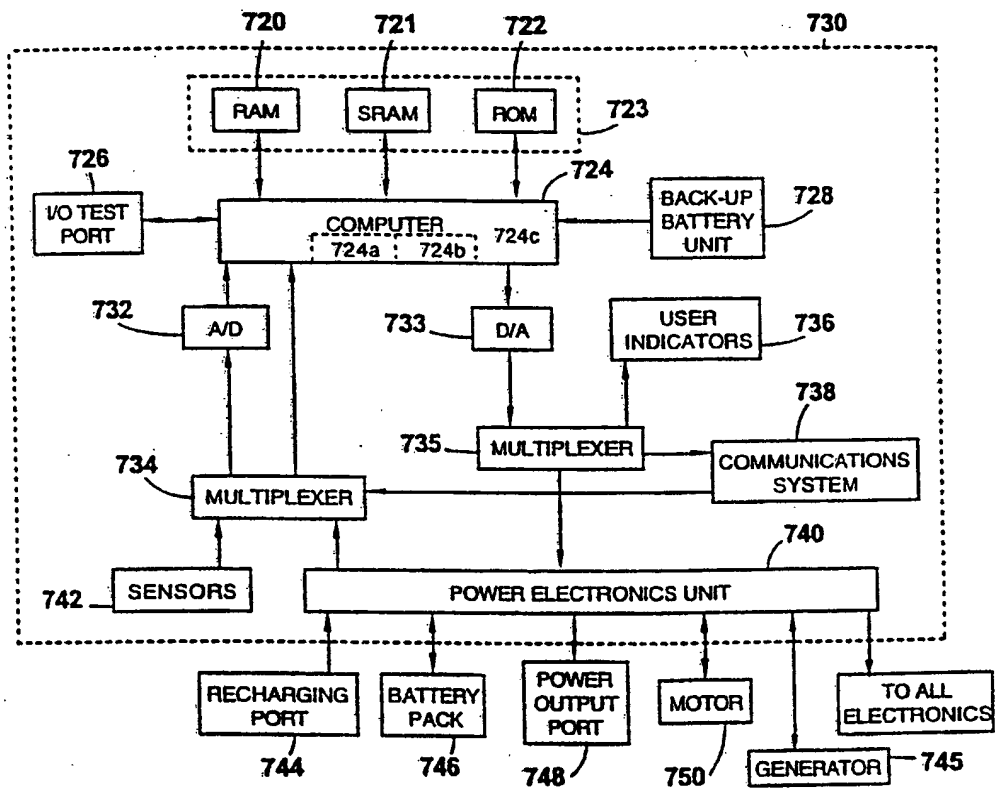 720
721
722
730
RAM
SRAM
ROM
723
726
724
I/O TEST
PORT
COMPUTER
724a
724b
724c
BACK-UP
BATTERY
UNIT
728
732
A/D
733
D/A
USER
INDICATORS
736
738
735
MULTIPLEXER
COMMUNICATIONS
SYSTEM
734
MULTIPLEXER
740
742
SENSORS
POWER ELECTRONICS UNIT
RECHARGING
PORT
BATTERY
PACK
POWER
OUTPUT
PORT
MOTOR
TO ALL
ELECTRONICS
744
746
748
750
GENERATOR
745